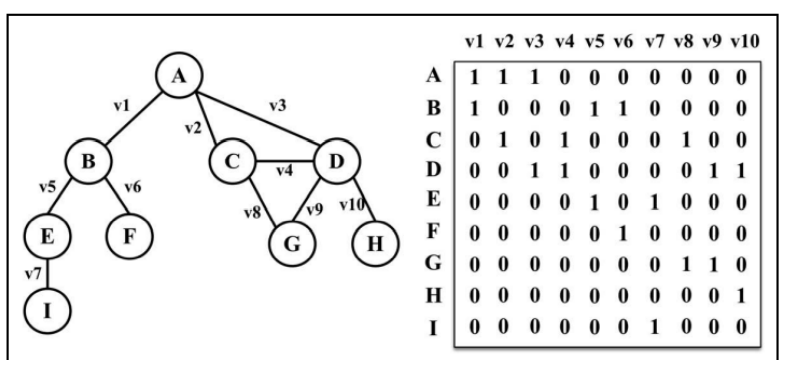 A
v1
v2
v3
B
C
v4
D
v5
v6
v8
v9
v10
E
F
G
H
v7
I
v1 v2 v3 v4 v5 v6 v7 v8 v9 v10
A 1 1 1 0 0 0 0 0 0 0
B 1 0 0 0 1 1 0 0 0 0
C 0 1 0 1 0 0 0 1 0 0
D 0 0 1 1 0 0 0 0 1 1
E 0 0 0 0 1 0 1 0 0 0
F 0 0 0 0 0 1 0 0 0 0
G 0 0 0 0 0 0 0 1 1 0
H 0 0 0 0 0 0 0 0 0 1
I 0 0 0 0 0 0 1 0 0 0